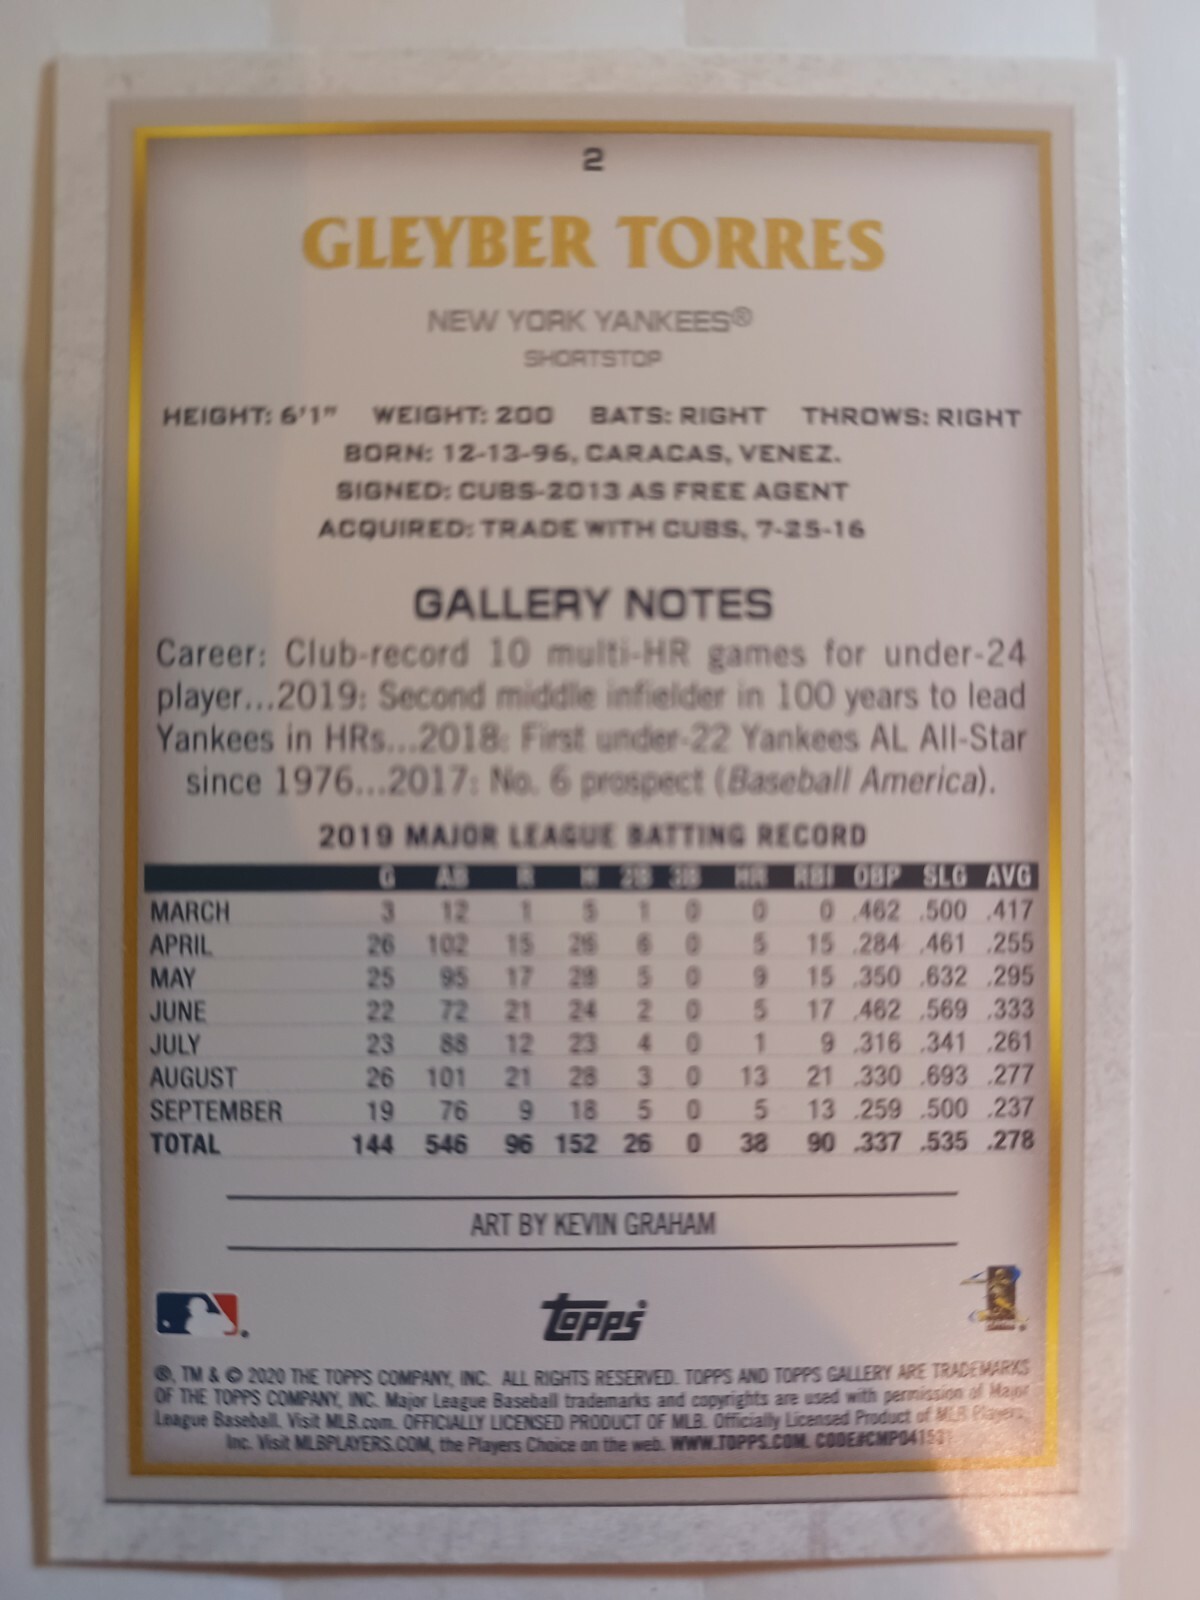 2
GLEYBER TORRES
NEW YORK YANKEES®
SHORTSTOP
HEIGHT: 6'1" WEIGHT: 200 BATS: RIGHT THROWS: RIGHT
BORN: 12-13-96, CARACAS, VENEZ.
SIGNED: CUBS-2013 AS FREE AGENT
ACQUIRED: TRADE WITH CUBS, 7-25-16
GALLERY NOTES
Career: Club-record 10 multi-HR games for under-24
player...2019: Second middle infielder in 100 years to lead
Yankees in HRs...2018: First under-22 Yankees AL All-Star
since 1976...2017: No. 6 prospect (Baseball America).
2019 MAJOR LEAGUE BATTING RECORD
G AB R H 2B 3B HR RBI OBP SLG AVG
MARCH 3 12 1 5 1 0 0 0 .462 .500 .417
APRIL 26 102 15 26 6 0 5 15 .284 .461 .255
MAY 25 95 17 28 5 0 9 15 .350 .632 .295
JUNE 22 72 21 24 2 0 5 17 .462 .569 .333
JULY 23 88 12 23 4 0 1 9 .316 .341 .261
AUGUST 26 101 21 28 3 0 13 21 .330 .693 .277
SEPTEMBER 19 76 9 18 5 0 5 13 .259 .500 .237
TOTAL 144 546 96 152 26 0 38 90 .337 .535 .278
ART BY KEVIN GRAHAM
topps
®, TM & © 2020 THE TOPPS COMPANY, INC. ALL RIGHTS RESERVED. TOPPS AND TOPPS GALLERY ARE TRADEMARKS
OF THE TOPPS COMPANY, INC. Major League Baseball trademarks and copyrights are used with permission of Major
League Baseball. Visit MLB.com. OFFICIALLY LICENSED PRODUCT OF MLB. Officially Licensed Product of MLB Players,
Inc. Visit MLBPLAYERS.COM, the Players Choice on the web. WWW.TOPPS.COM.